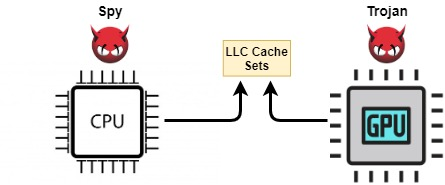 Spy
Trojan
LLC Cache
Sets
CPU
GPU